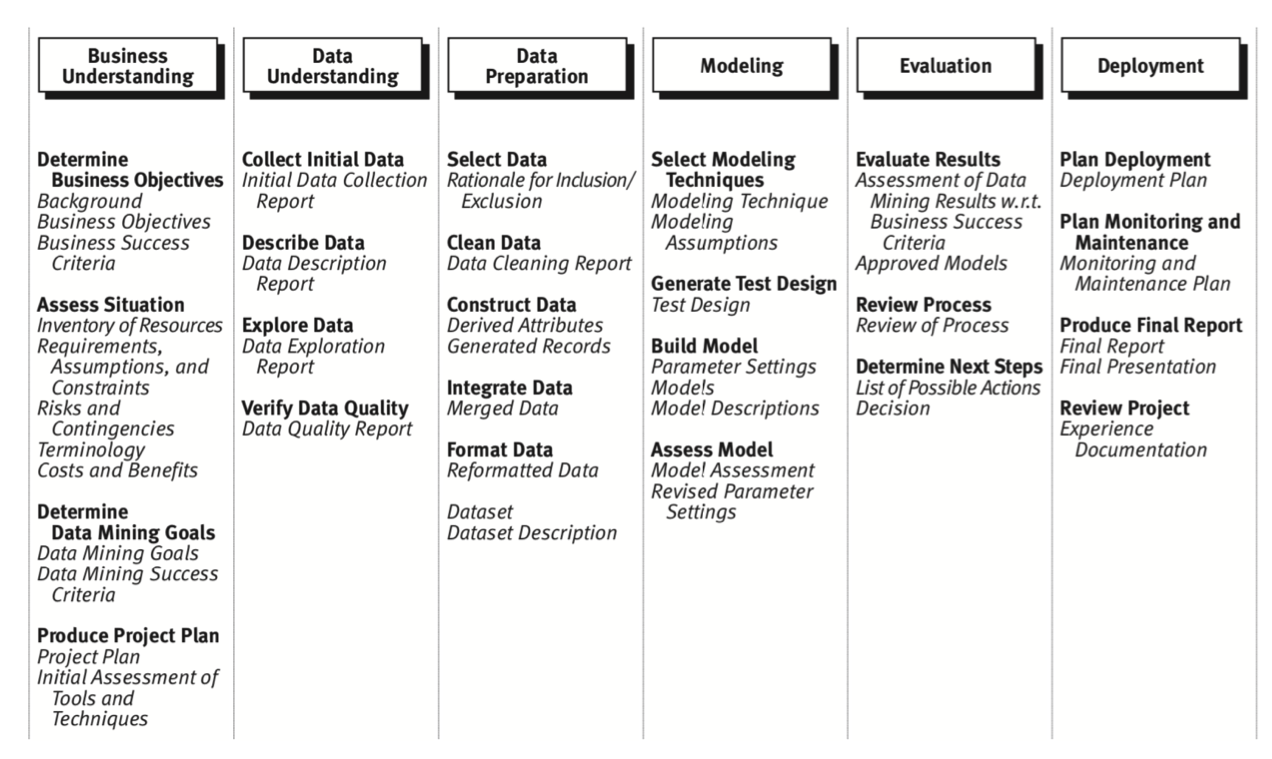 Business
Understanding
Data
Understanding
Data
Preparation
Modeling
Evaluation
Deployment
Determine
Business Objectives
Background
Business Objectives
Business Success
Criteria
Assess Situation
Inventory of Resources
Requirements,
Assumptions, and
Constraints
Risks and
Contingencies
Terminology
Costs and Benefits
Determine
Data Mining Goals
Data Mining Goals
Data Mining Success
Criteria
Produce Project Plan
Project Plan
Initial Assessment of
Tools and
Techniques
Collect Initial Data
Initial Data Collection
Report
Describe Data
Data Description
Report
Explore Data
Data Exploration
Report
Verify Data Quality
Data Quality Report
Select Data
Rationale for Inclusion/
Exclusion
Clean Data
Data Cleaning Report
Construct Data
Derived Attributes
Generated Records
Integrate Data
Merged Data
Format Data
Reformatted Data
Dataset
Dataset Description
Select Modeling
Techniques
Modeling Technique
Modeling
Assumptions
Generate Test Design
Test Design
Build Model
Parameter Settings
Models
Model Descriptions
Assess Model
Model Assessment
Revised Parameter
Settings
Evaluate Results
Assessment of Data
Mining Results w.r.t.
Business Success
Criteria
Approved Models
Review Process
Review of Process
Determine Next Steps
List of Possible Actions
Decision
Plan Deployment
Deployment Plan
Plan Monitoring and
Maintenance
Monitoring and
Maintenance Plan
Produce Final Report
Final Report
Final Presentation
Review Project
Experience
Documentation